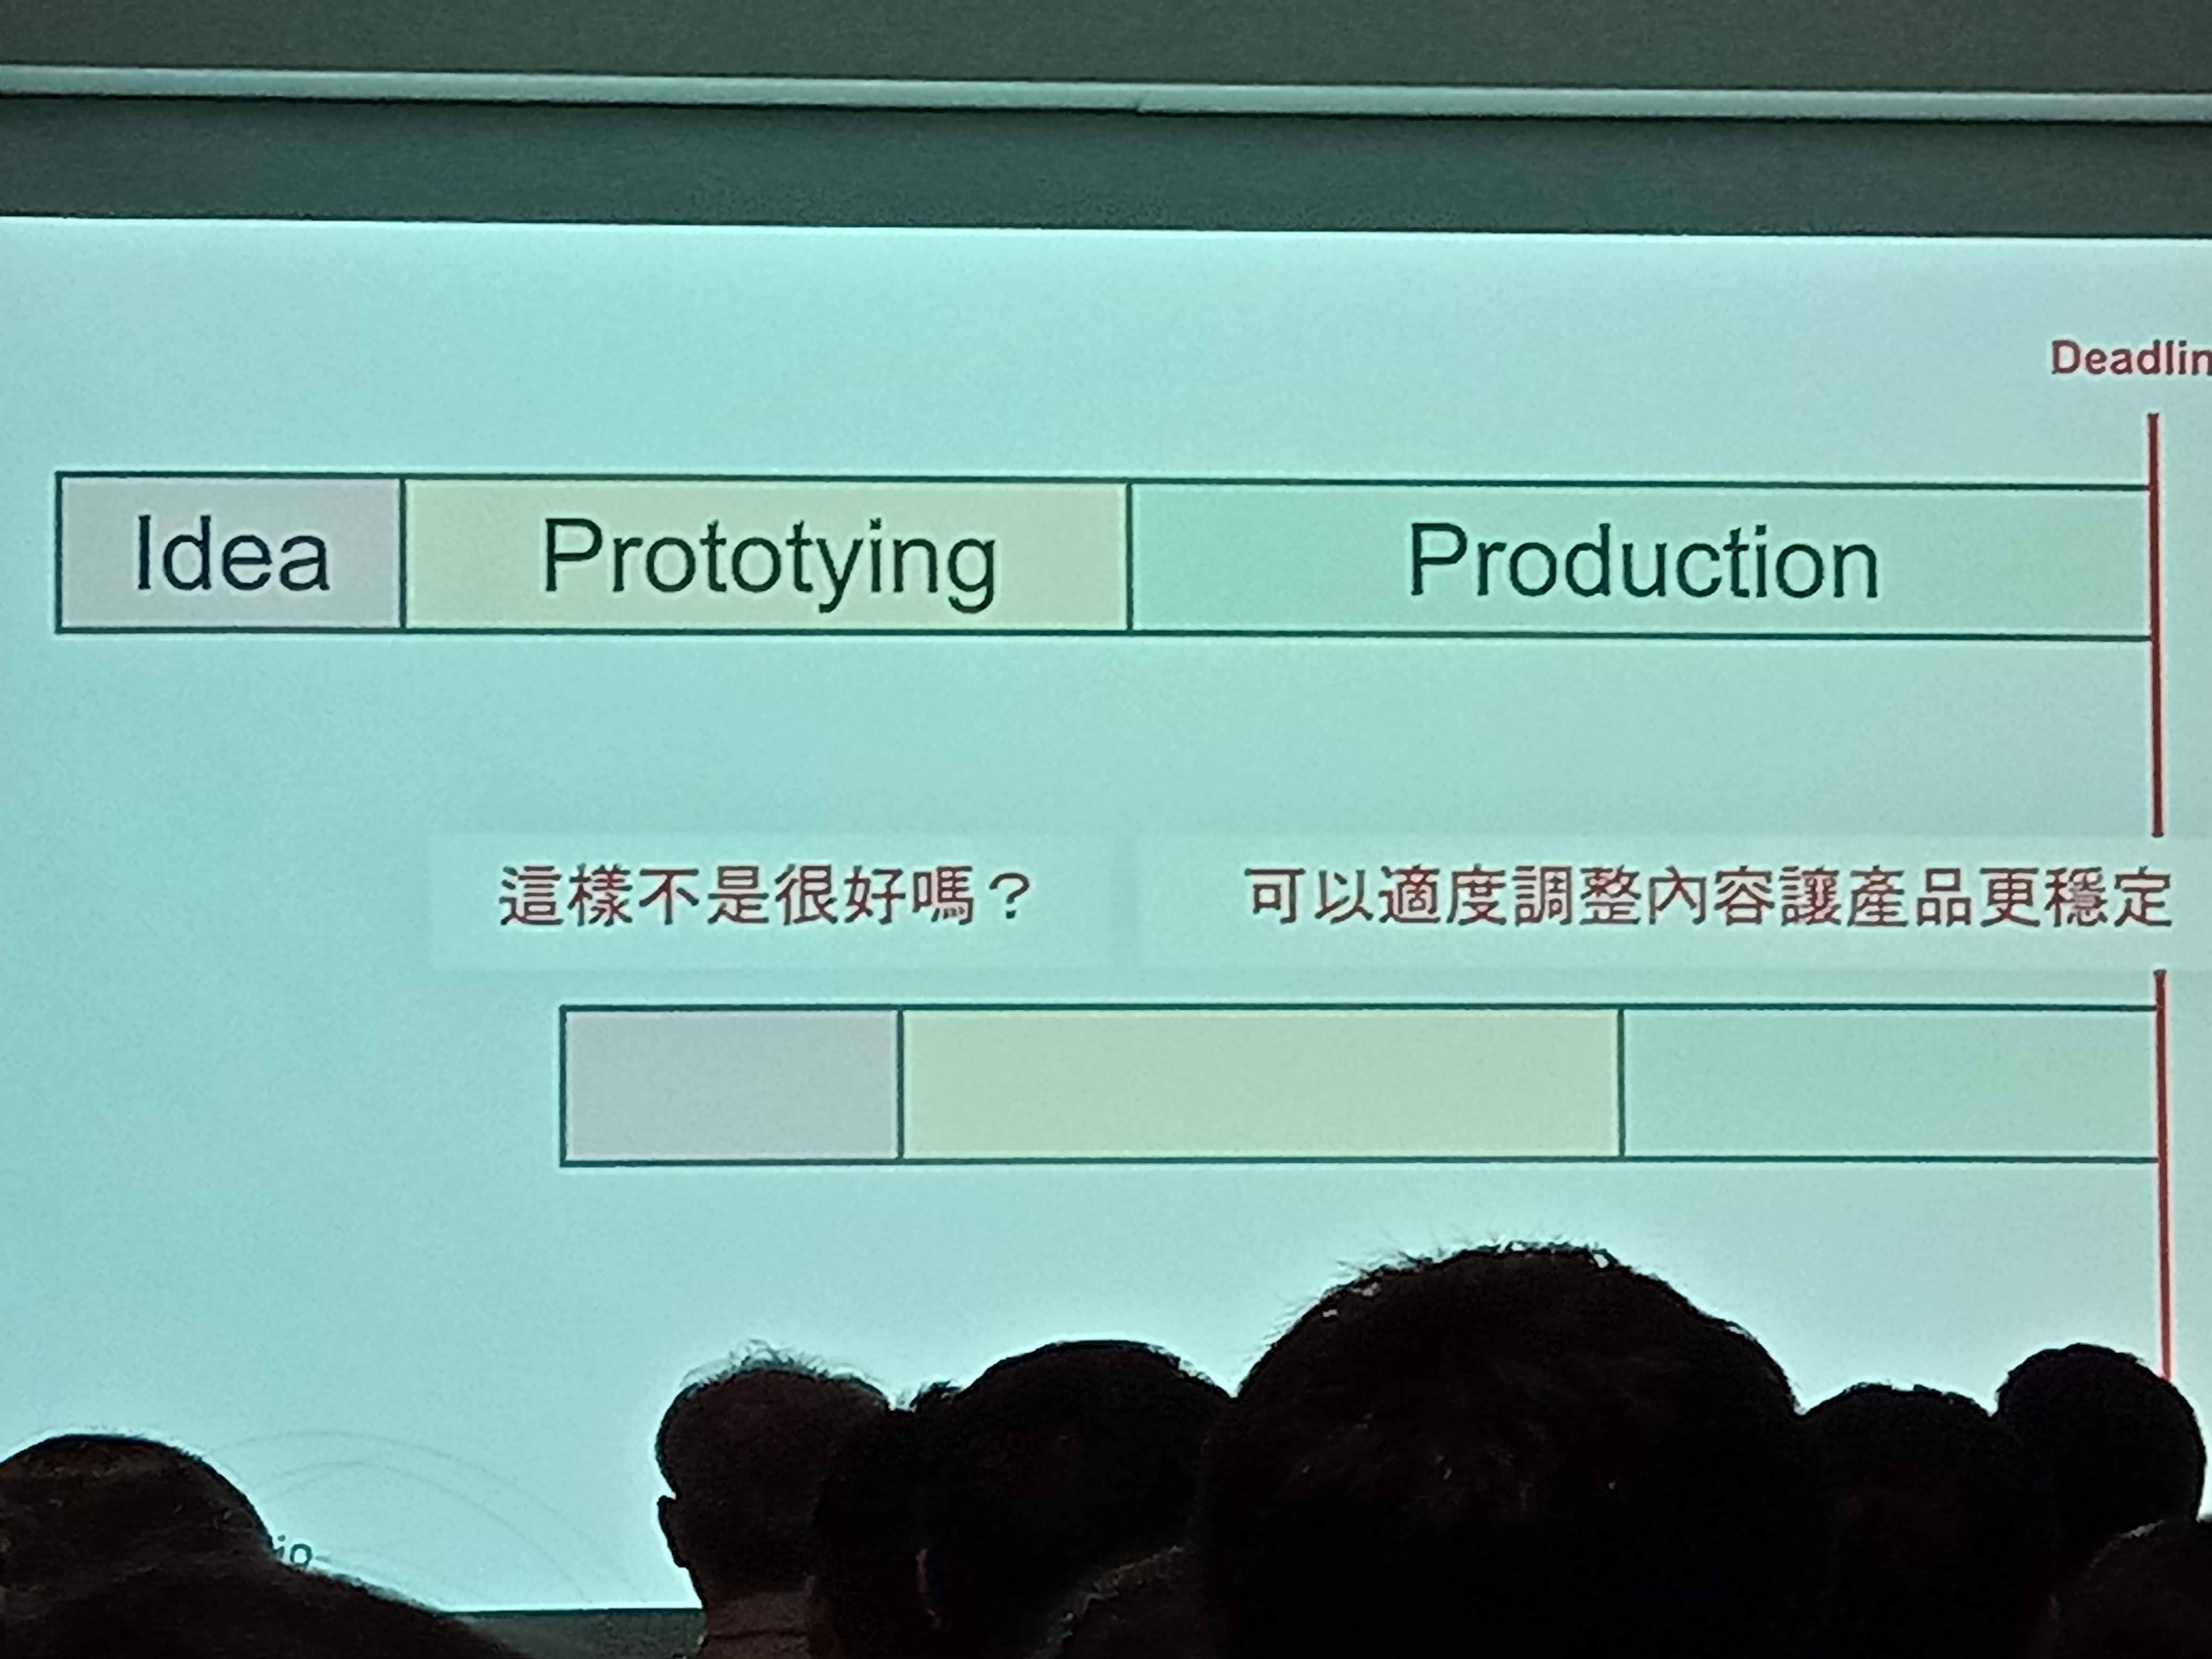 Deadlin
Idea Prototying Production
這樣不是很好嗎？ 可以適度調整內容讓產品更穩定
io